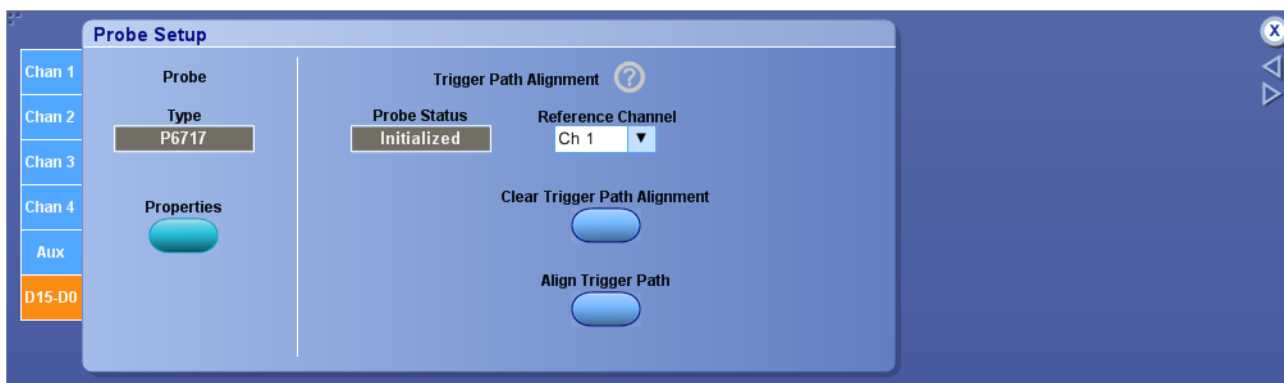 Probe Setup
X
Chan 1
Chan 2
Chan 3
Chan 4
Aux
D15-D0
Probe
Type
P6717
Properties
Trigger Path Alignment ?
Probe Status
Initialized
Reference Channel
Ch 1
Clear Trigger Path Alignment
Align Trigger Path